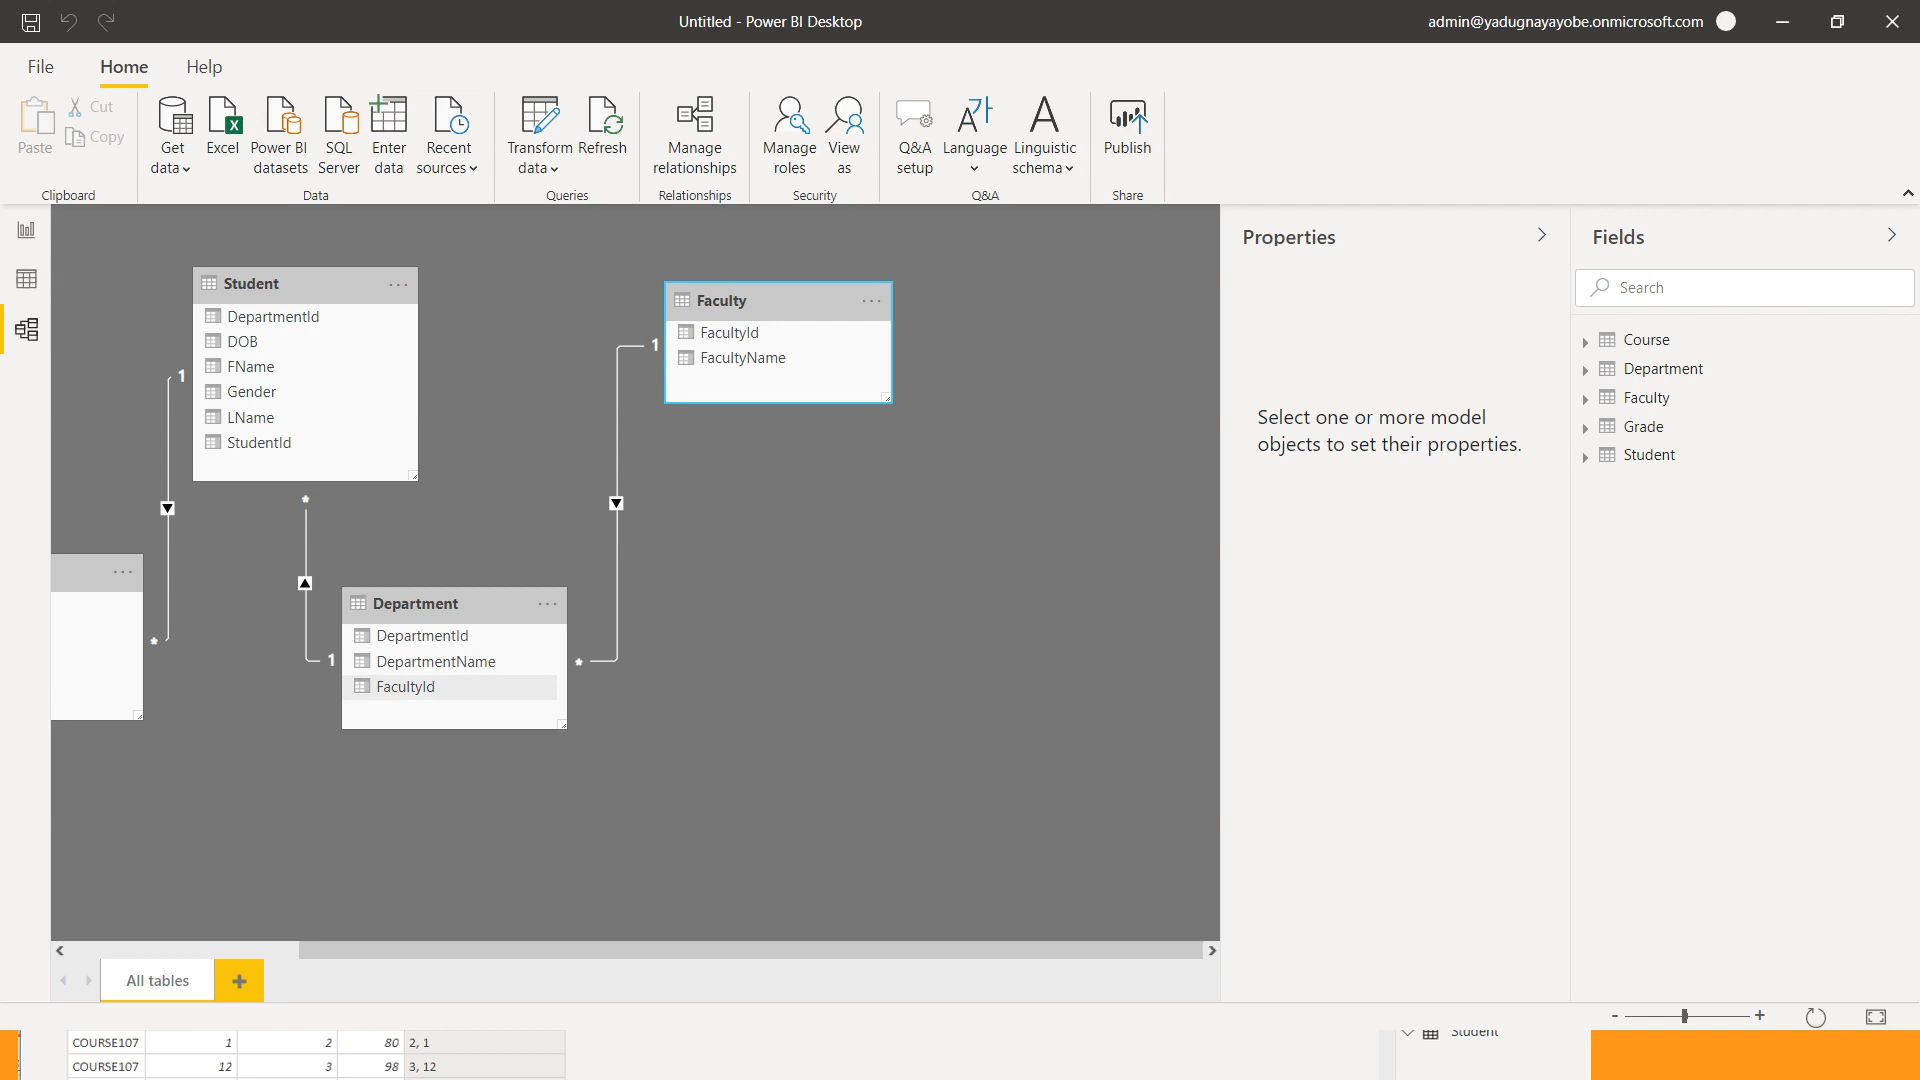 Untitled - Power BI Desktop
admin@yadugnayayobe.onmicrosoft.com
File Home Help
Paste
Cut
Copy
Clipboard
Get data
Excel
Power BI datasets
SQL Server
Enter data
Recent sources
Data
Transform data
Refresh
Queries
Manage relationships
Relationships
Manage roles
View as
Security
Q&A setup
Language
Linguistic schema
Q&A
Publish
Share
Student
DepartmentId
DOB
FName
Gender
LName
StudentId
1
*
*
Faculty
FacultyId
FacultyName
1
Department
DepartmentId
DepartmentName
FacultyId
1
*
Properties
Select one or more model
objects to set their properties.
Fields
Search
Course
Department
Faculty
Grade
Student
All tables
- +
COURSE107 1 2 80 2, 1
COURSE107 12 3 98 3, 12
Student